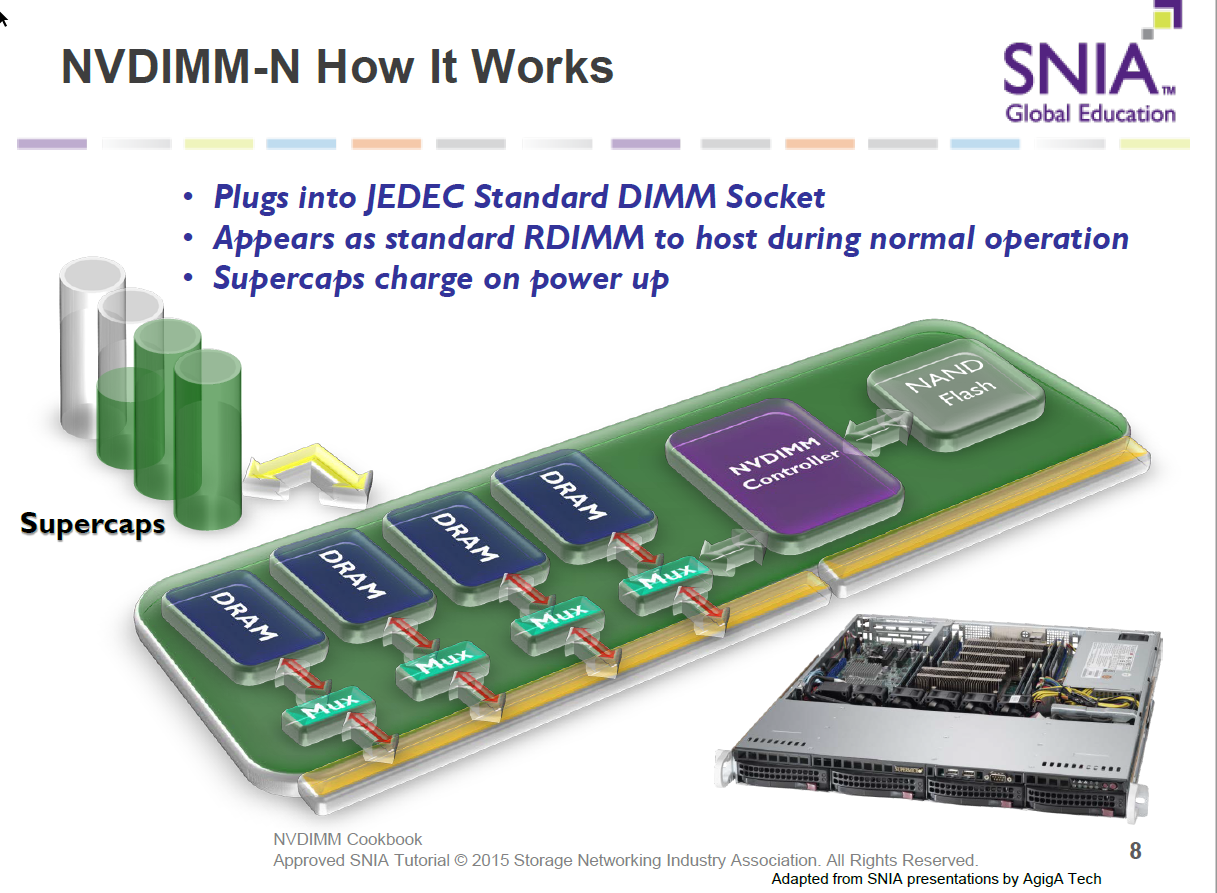 NVDIMM-N How It Works
SNIA™
Global Education
• Plugs into JEDEC Standard DIMM Socket
• Appears as standard RDIMM to host during normal operation
• Supercaps charge on power up
NAND
Flash
NVDIMM
Controller
DRAM
DRAM
DRAM
DRAM
Supercaps
Mux
Mux
Mux
Mux
NVDIMM Cookbook
Approved SNIA Tutorial © 2015 Storage Networking Industry Association. All Rights Reserved.
8
Adapted from SNIA presentations by AgigA Tech